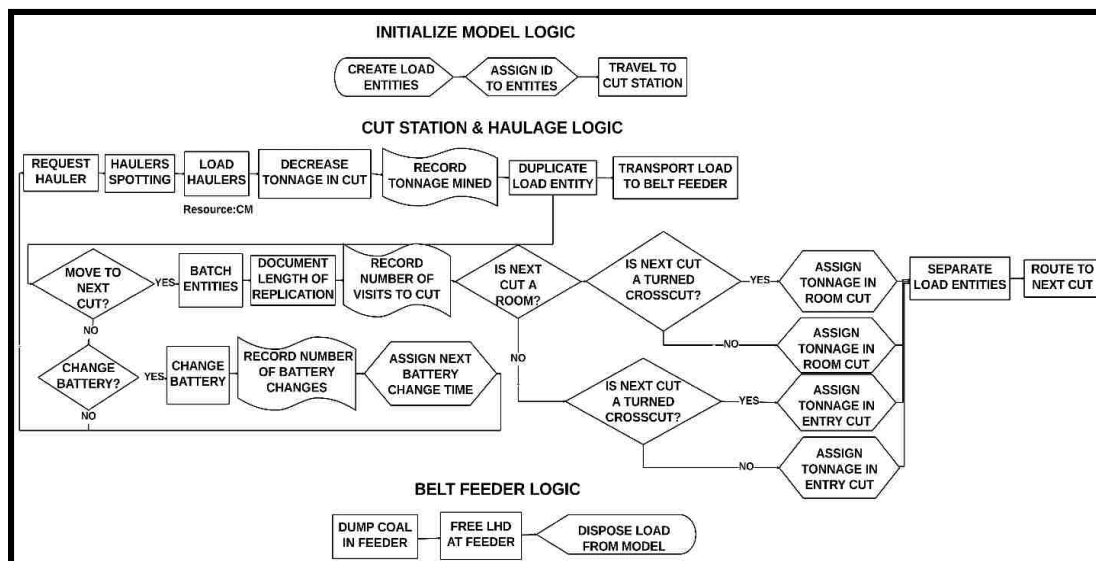 INITIALIZE MODEL LOGIC
CREATE LOAD
ENTITIES
ASSIGN ID
TO ENTITES
TRAVEL TO
CUT STATION
CUT STATION & HAULAGE LOGIC
REQUEST
HAULER
HAULERS
SPOTTING
LOAD
HAULERS
Resource:CM
DECREASE
TONNAGE IN CUT
RECORD
TONNAGE MINED
DUPLICATE
LOAD ENTITY
TRANSPORT LOAD
TO BELT FEEDER
MOVE TO
NEXT
CUT?
YES
BATCH
ENTITIES
DOCUMENT
LENGTH OF
REPLICATION
RECORD
NUMBER OF
VISITS TO CUT
IS NEXT
CUT A
ROOM?
IS NEXT CUT
A TURNED
CROSSCUT?
YES
ASSIGN
TONNAGE IN
ROOM CUT
SEPARATE
LOAD ENTITIES
ROUTE TO
NEXT CUT
NO
NO
NO
ASSIGN
TONNAGE IN
ROOM CUT
CHANGE
BATTERY?
YES
CHANGE
BATTERY
RECORD NUMBER
OF BATTERY
CHANGES
ASSIGN NEXT
BATTERY
CHANGE TIME
NO
IS NEXT CUT
A TURNED
CROSSCUT?
YES
ASSIGN
TONNAGE IN
ENTRY CUT
NO
ASSIGN
TONNAGE IN
ENTRY CUT
BELT FEEDER LOGIC
DUMP COAL
IN FEEDER
FREE LHD
AT FEEDER
DISPOSE LOAD
FROM MODEL